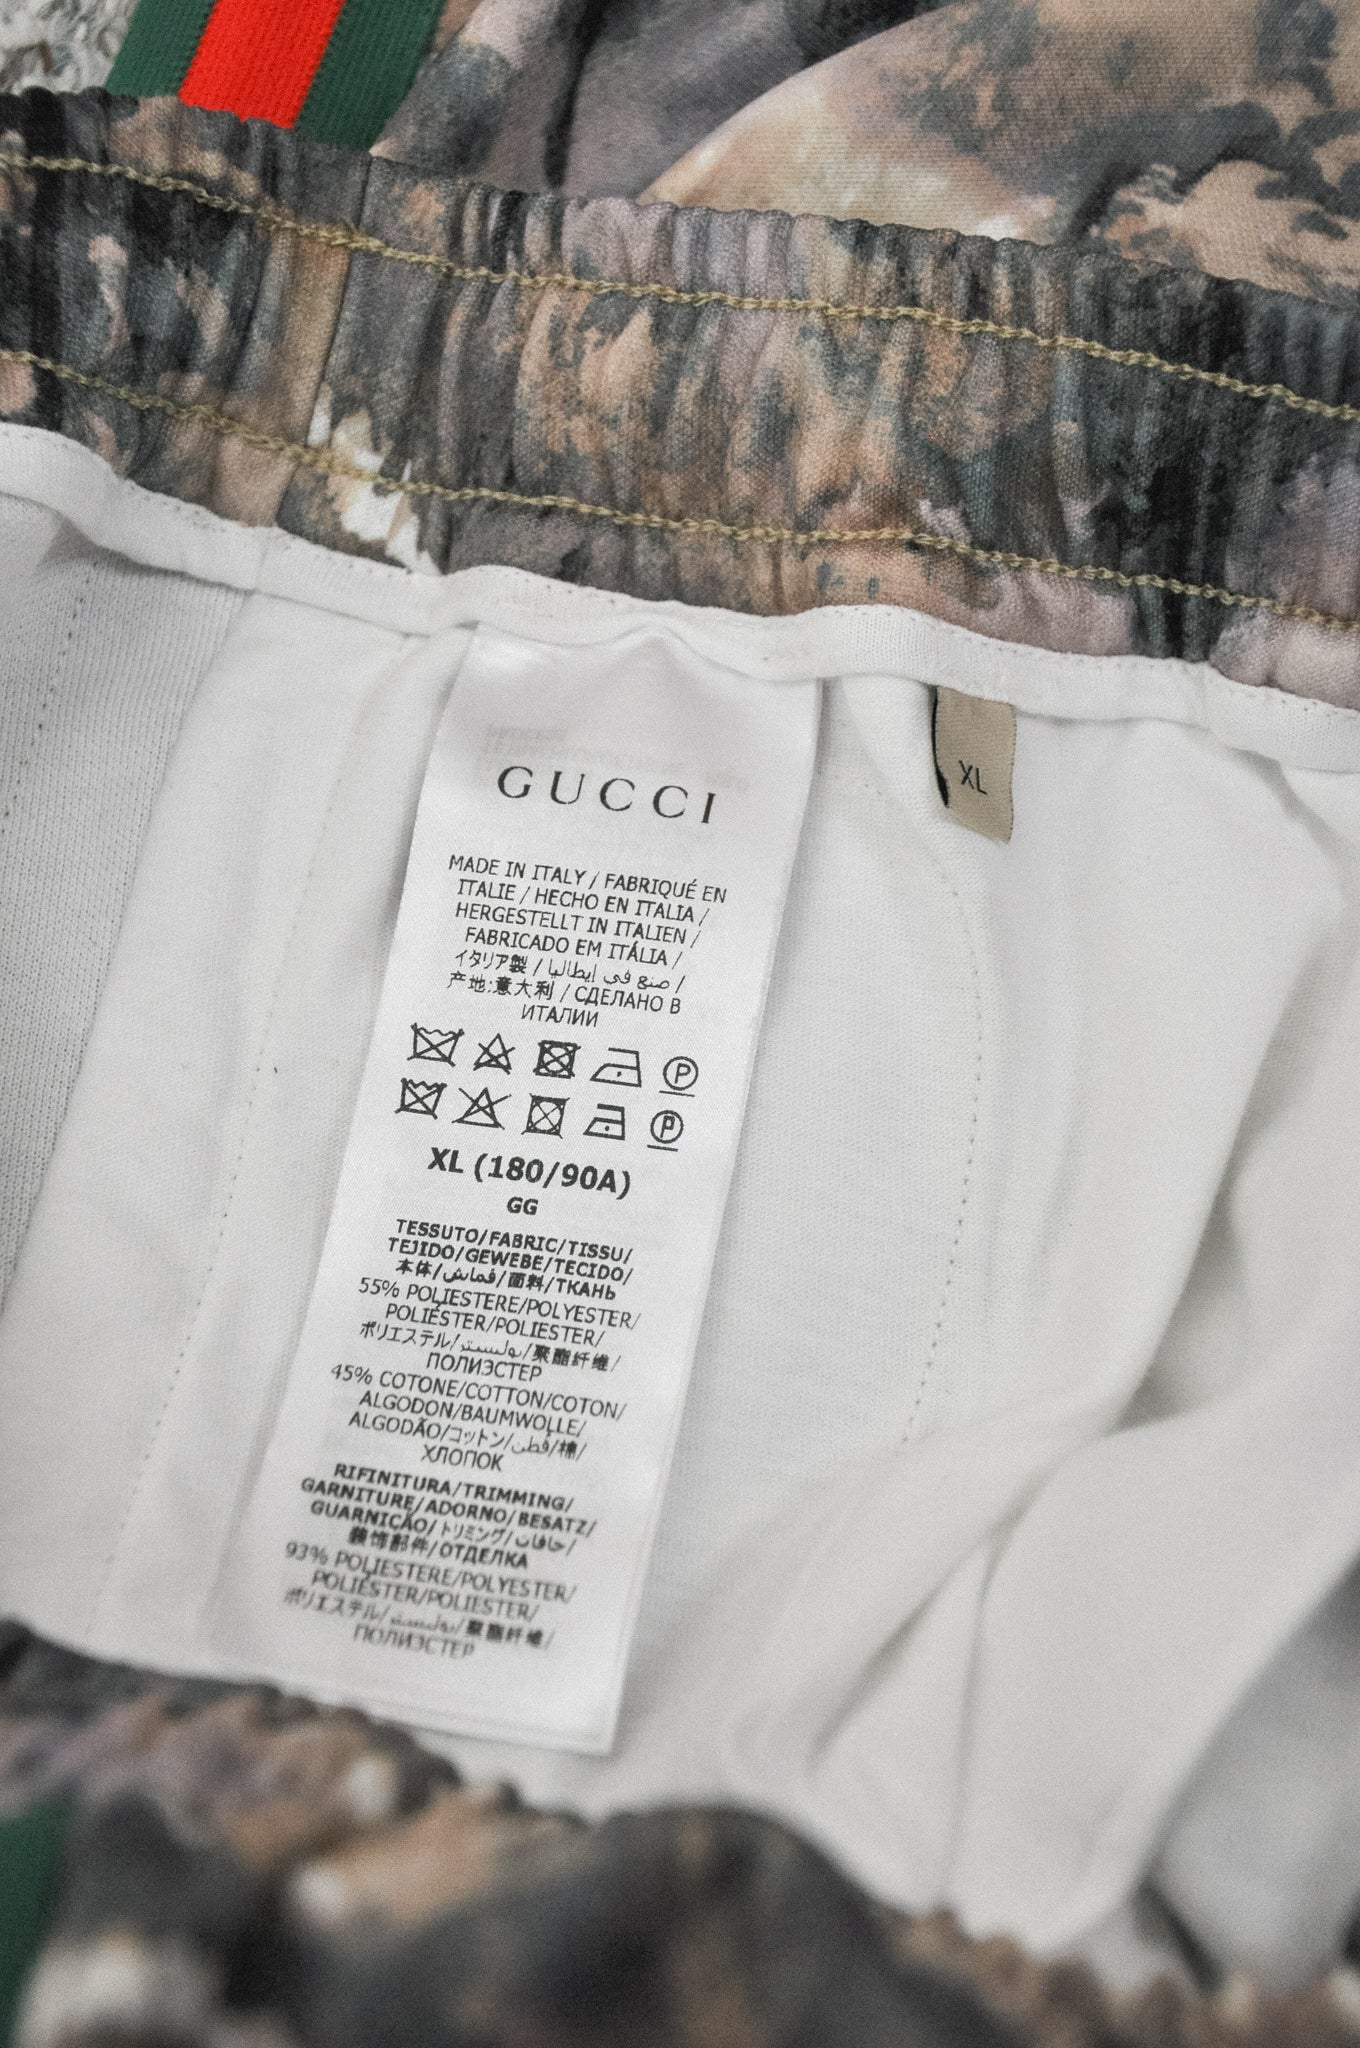 GUCCI
XL
MADE IN ITALY / FABRIQUÉ EN
ITALIE / HECHO EN ITALIA /
HERGESTELLT IN ITALIEN /
FABRICADO EM ITÁLIA /
イタリア製 / صنع في إيطاليا /
产地:意大利 / СДЕЛАНО В
ИТАЛИИ
P
P
XL (180/90A)
GG
TESSUTO/FABRIC/TISSU/
TEJIDO/GEWEBE/TECIDO/
本体/قماش/面料/ТКАНЬ
55% POLIESTERE/POLYESTER/
POLIÉSTER/POLIESTER/
ポリエステル/بوليستر/聚酯纤维/
ПОЛИЭСТЕР
45% COTONE/COTTON/COTON/
ALGODON/BAUMWOLLE/
ALGODÃO/コットン/قطن/棉/
ХЛОПОК
RIFINITURA/TRIMMING/
GARNITURE/ADORNO/BESATZ/
GUARNIÇÃO/トリミング/حافات/
装饰部件/ОТДЕЛКА
93% POLIESTERE/POLYESTER/
POLIÉSTER/POLIESTER/
ポリエステル/بوليستر/聚酯纤维/
ПОЛИЭСТЕР